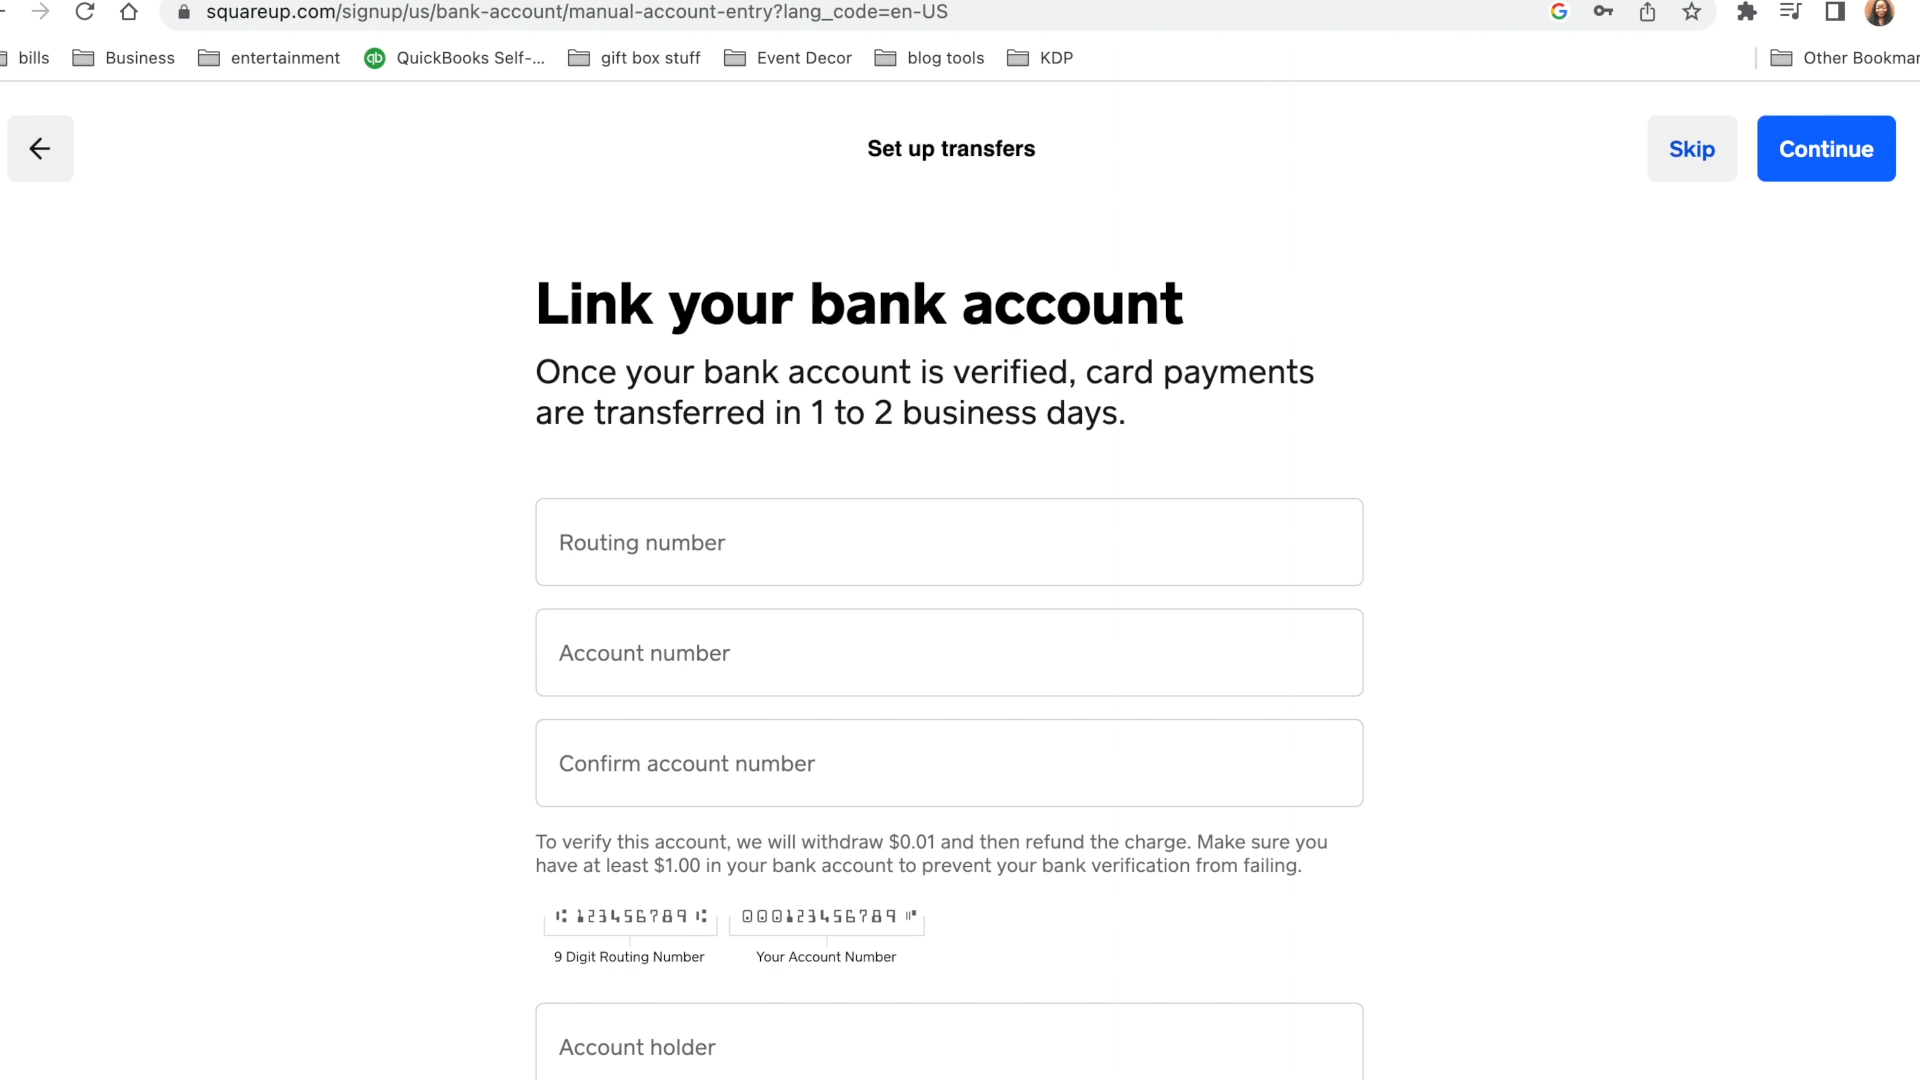 squareup.com/signup/us/bank-account/manual-account-entry?lang_code=en-US
bills Business entertainment QuickBooks Self-... gift box stuff Event Decor blog tools KDP Other Bookmar
Set up transfers Skip Continue
Link your bank account
Once your bank account is verified, card payments
are transferred in 1 to 2 business days.
Routing number
Account number
Confirm account number
To verify this account, we will withdraw $0.01 and then refund the charge. Make sure you
have at least $1.00 in your bank account to prevent your bank verification from failing.
⑆ 123456789 ⑆ 000123456789 ⑈
9 Digit Routing Number Your Account Number
Account holder